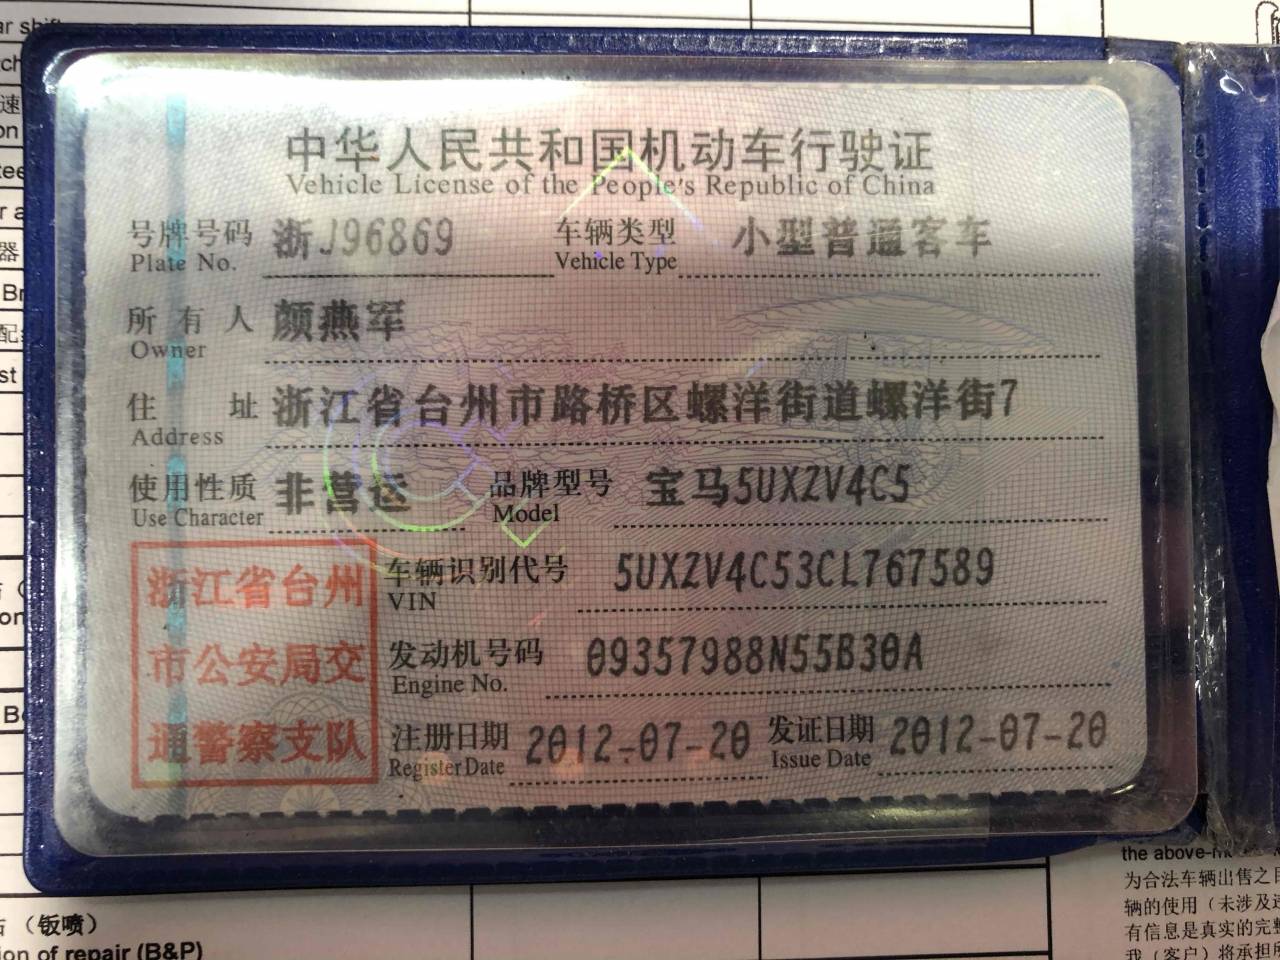 中华人民共和国机动车行驶证
Vehicle License of the People's Republic of China
号牌号码 浙J96869 车辆类型 小型普通客车
Plate No. Vehicle Type
所有人 颜燕军
Owner
住址 浙江省台州市路桥区螺洋街道螺洋街7
Address
使用性质 非营运 品牌型号 宝马5UXZV4C5
Use Character Model
浙江省台州
市公安局交
通警察支队
车辆识别代号 5UXZV4C53CL767589
VIN
发动机号码 09357988N55B30A
Engine No.
注册日期 2012-07-20 发证日期 2012-07-20
Register Date Issue Date
（钣喷）
of repair (B&P)
the above-m
为合法车辆出售之
辆的使用（未涉及
有信息是真实的完
我（客户）将承担